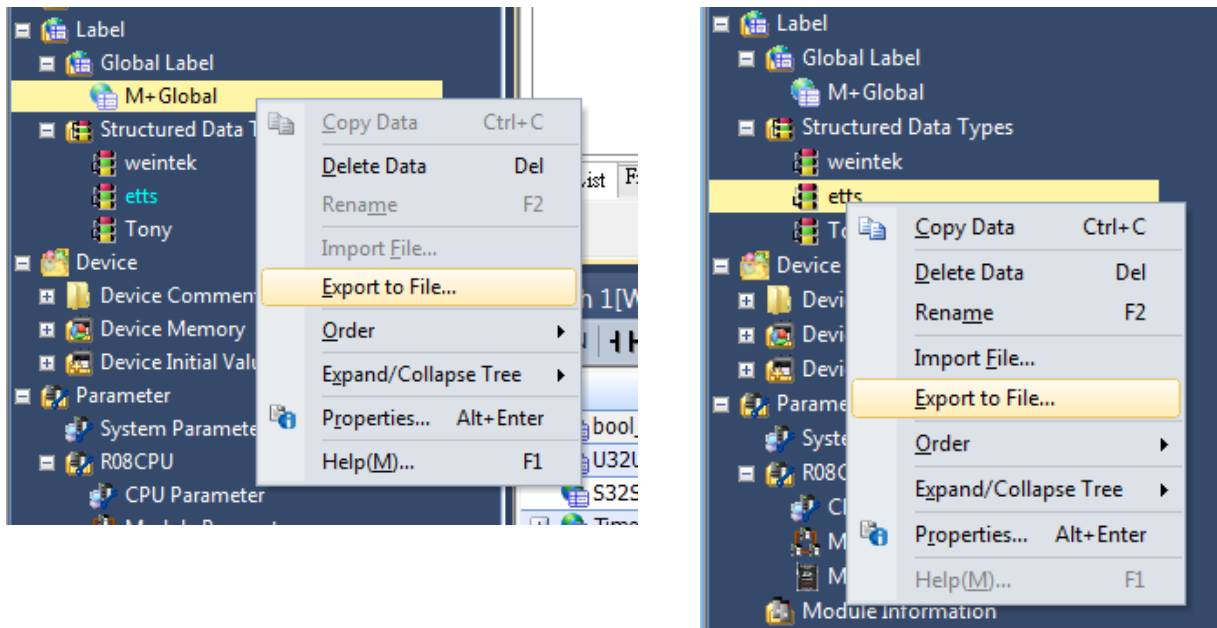 Label
Global Label
M+Global
Structured Data T
weintek
etts
Tony
Device
Device Commen
Device Memory
Device Initial Valu
Parameter
System Paramete
R08CPU
CPU Parameter
Copy Data Ctrl+C
Delete Data Del
Rename F2
Import File...
Export to File...
Order
Expand/Collapse Tree
Properties... Alt+Enter
Help(M)... F1
ist
1[W
bool_
U32U
S32S
Label
Global Label
M+Global
Structured Data Types
weintek
etts
To
Device
Devi
Devi
Devi
Parame
Syste
R08C
M
M
Module Information
Copy Data Ctrl+C
Delete Data Del
Rename F2
Import File...
Export to File...
Order
Expand/Collapse Tree
Properties... Alt+Enter
Help(M)... F1